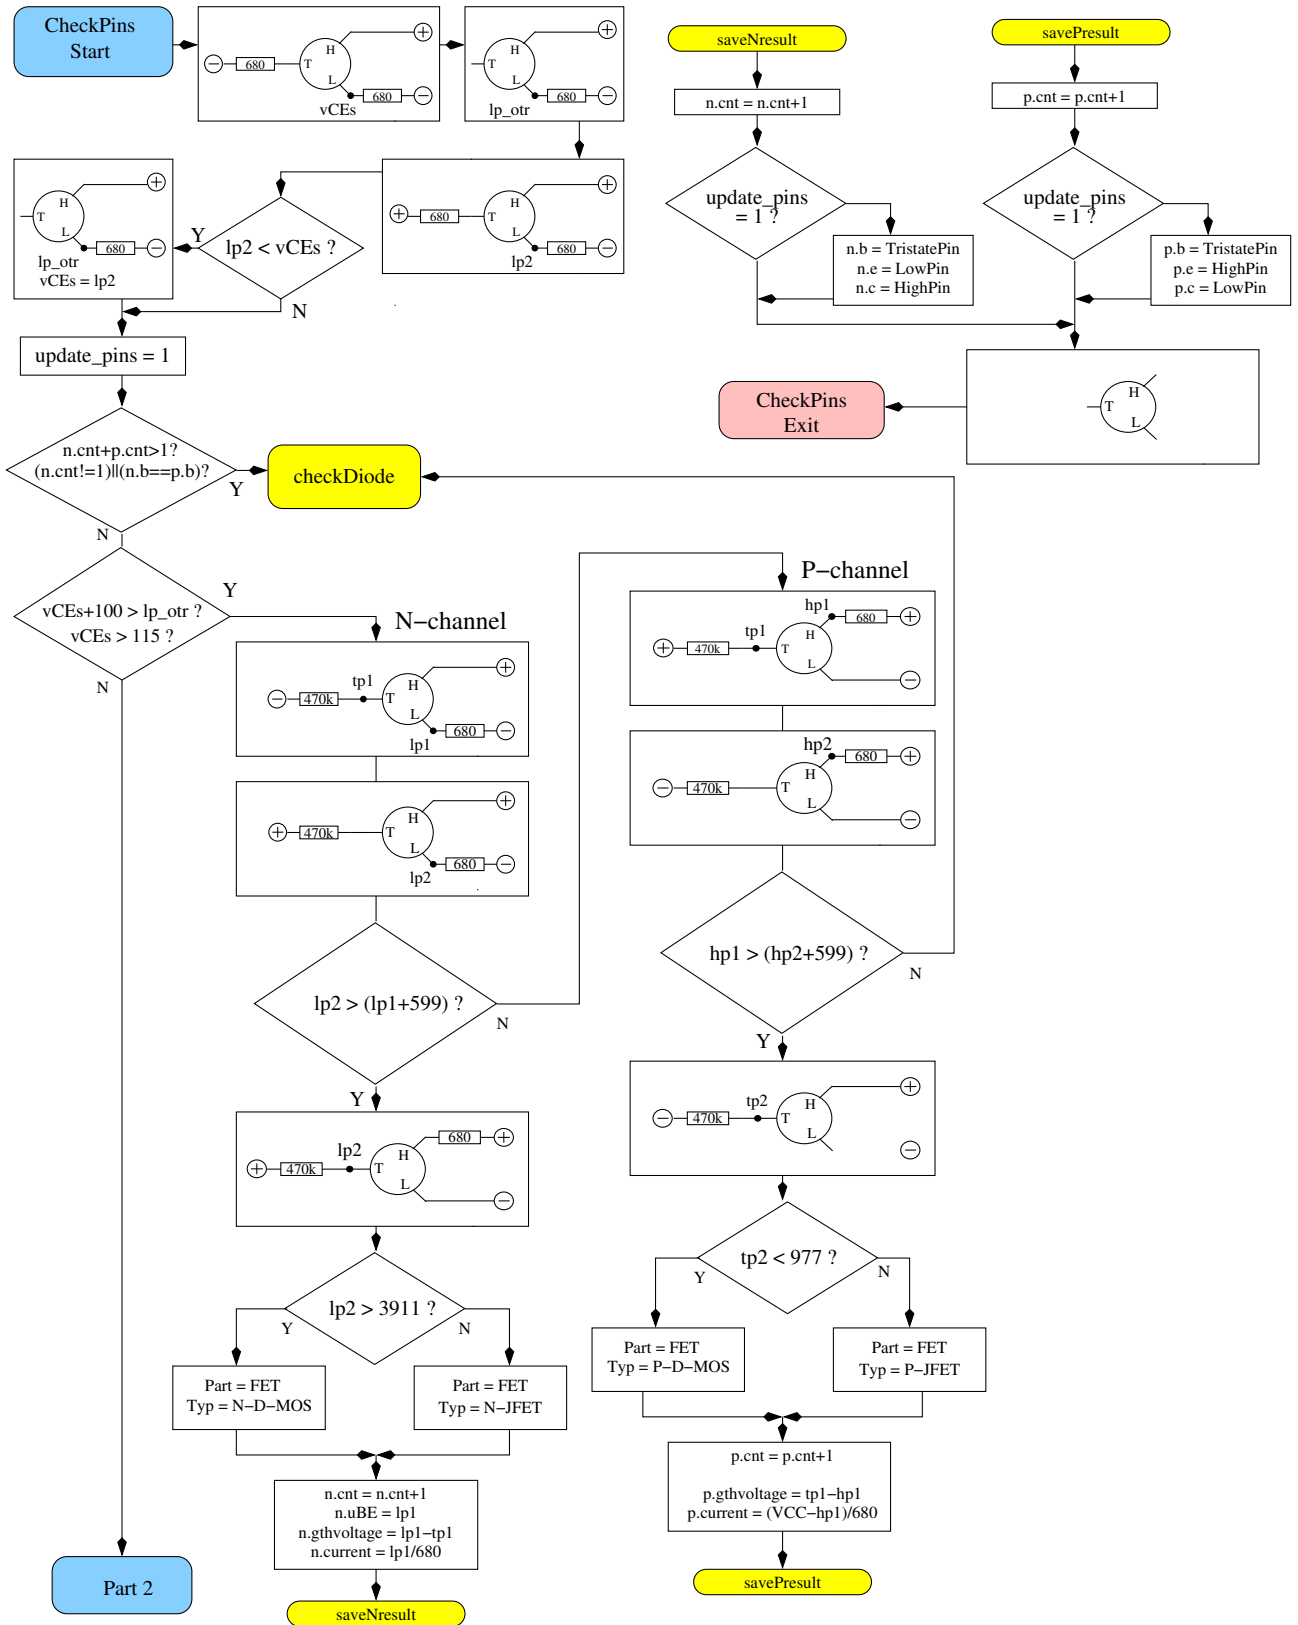 CheckPins
Start
H
T
L
680
680
+
−
−
vCEs
H
T
L
680
+
−
lp_otr
H
T
L
680
680
+
+
−
lp2
lp2 < vCEs ?
Y
N
H
T
L
680
+
−
lp_otr
vCEs = lp2
update_pins = 1
n.cnt+p.cnt>1?
(n.cnt!=1)||(n.b==p.b)?
Y
N
checkDiode
vCEs+100 > lp_otr ?
vCEs > 115 ?
Y
N
Part 2
N−channel
tp1
H
T
L
470k
680
−
+
−
lp1
H
T
L
470k
680
+
+
−
lp2
lp2 > (lp1+599) ?
N
Y
lp2
H
T
L
470k
680
+
+
−
lp2 > 3911 ?
Y
N
Part = FET
Typ = N−D−MOS
Part = FET
Typ = N−JFET
n.cnt = n.cnt+1
n.uBE = lp1
n.gthvoltage = lp1−tp1
n.current = lp1/680
saveNresult
P−channel
hp1
tp1
H
T
L
470k
680
+
+
−
hp2
H
T
L
470k
680
−
+
−
hp1 > (hp2+599) ?
N
Y
tp2
H
T
L
470k
−
+
−
tp2 < 977 ?
Y
N
Part = FET
Typ = P−D−MOS
Part = FET
Typ = P−JFET
p.cnt = p.cnt+1
p.gthvoltage = tp1−hp1
p.current = (VCC−hp1)/680
savePresult
saveNresult
n.cnt = n.cnt+1
update_pins
= 1 ?
n.b = TristatePin
n.e = LowPin
n.c = HighPin
savePresult
p.cnt = p.cnt+1
update_pins
= 1 ?
p.b = TristatePin
p.e = HighPin
p.c = LowPin
H
T
L
CheckPins
Exit